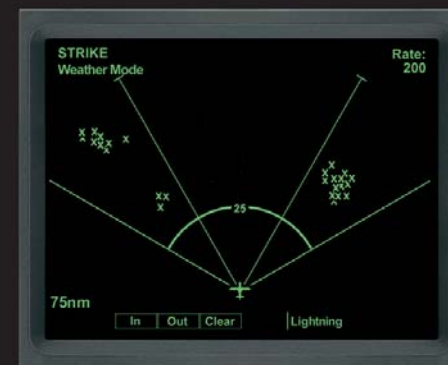 STRIKE
Weather Mode
Rate:
200
25
75nm
In Out Clear Lightning